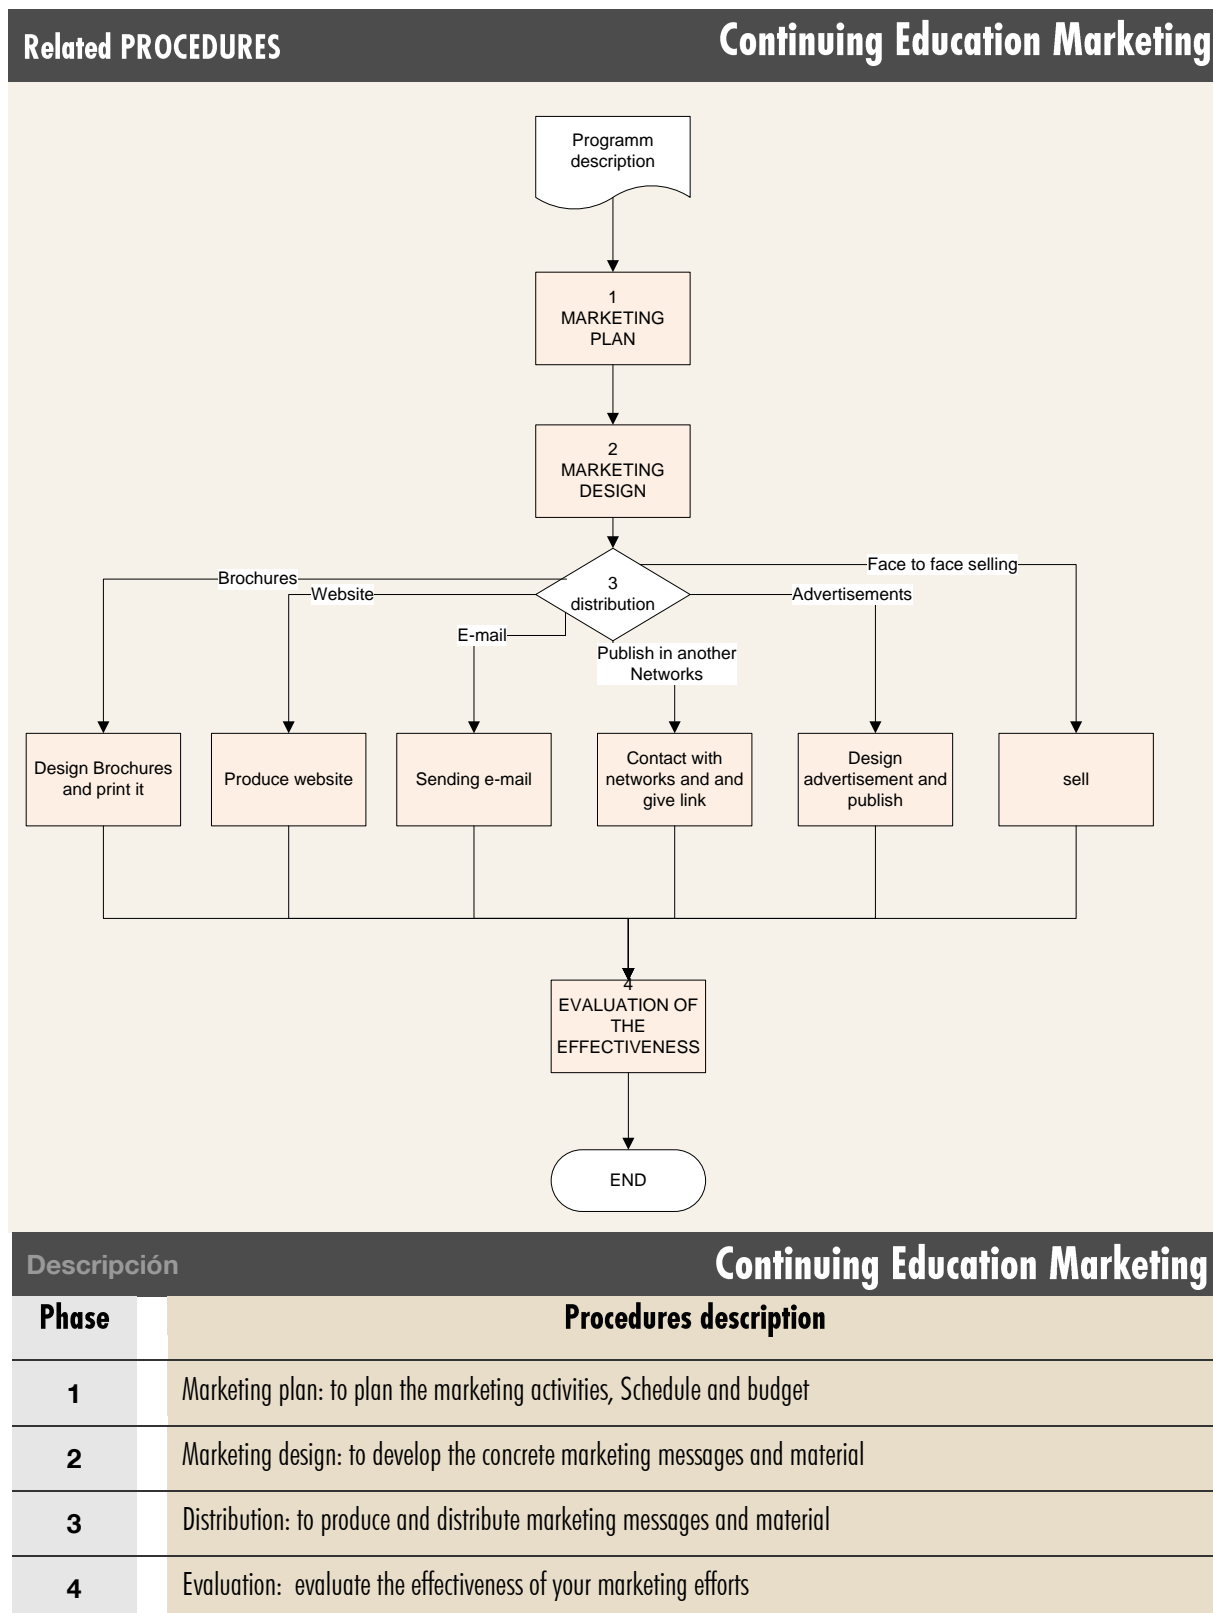 Related PROCEDURES
Continuing Education Marketing
Programm
description
1
MARKETING
PLAN
2
MARKETING
DESIGN
3
distribution
Brochures
Website
E-mail
Publish in another
Networks
Advertisements
Face to face selling
Design Brochures
and print it
Produce website
Sending e-mail
Contact with
networks and and
give link
Design
advertisement and
publish
sell
4
EVALUATION OF
THE
EFFECTIVENESS
END
Descripción
Continuing Education Marketing
Phase
Procedures description
1
Marketing plan: to plan the marketing activities, Schedule and budget
2
Marketing design: to develop the concrete marketing messages and material
3
Distribution: to produce and distribute marketing messages and material
4
Evaluation:  evaluate the effectiveness of your marketing efforts